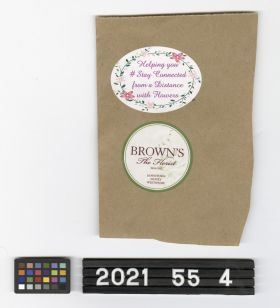 Helping you
# Stay Connected
from a Distance
with Flowers
BROWN'S
The Florist
2021 55 4